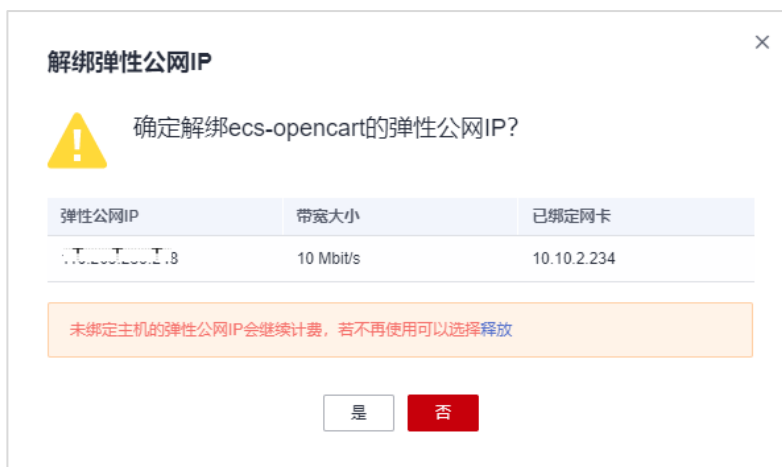 解绑弹性公网IP
确定解绑ecs-opencart的弹性公网IP?
弹性公网IP 带宽大小 已绑定网卡
10 Mbit/s 10.10.2.234
未绑定主机的弹性公网IP会继续计费，若不再使用可以选择释放
是 否